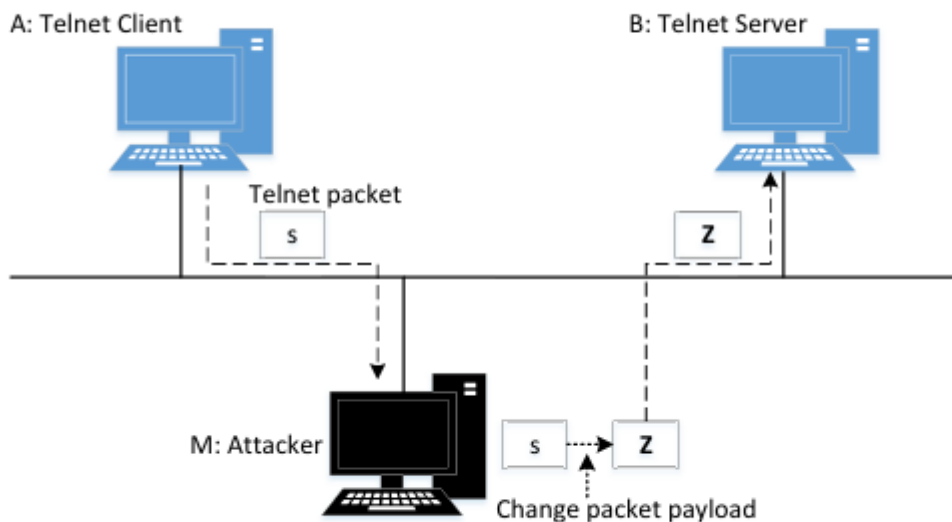 A: Telnet Client
B: Telnet Server
Telnet packet
s
Z
M: Attacker
s
Z
Change packet payload